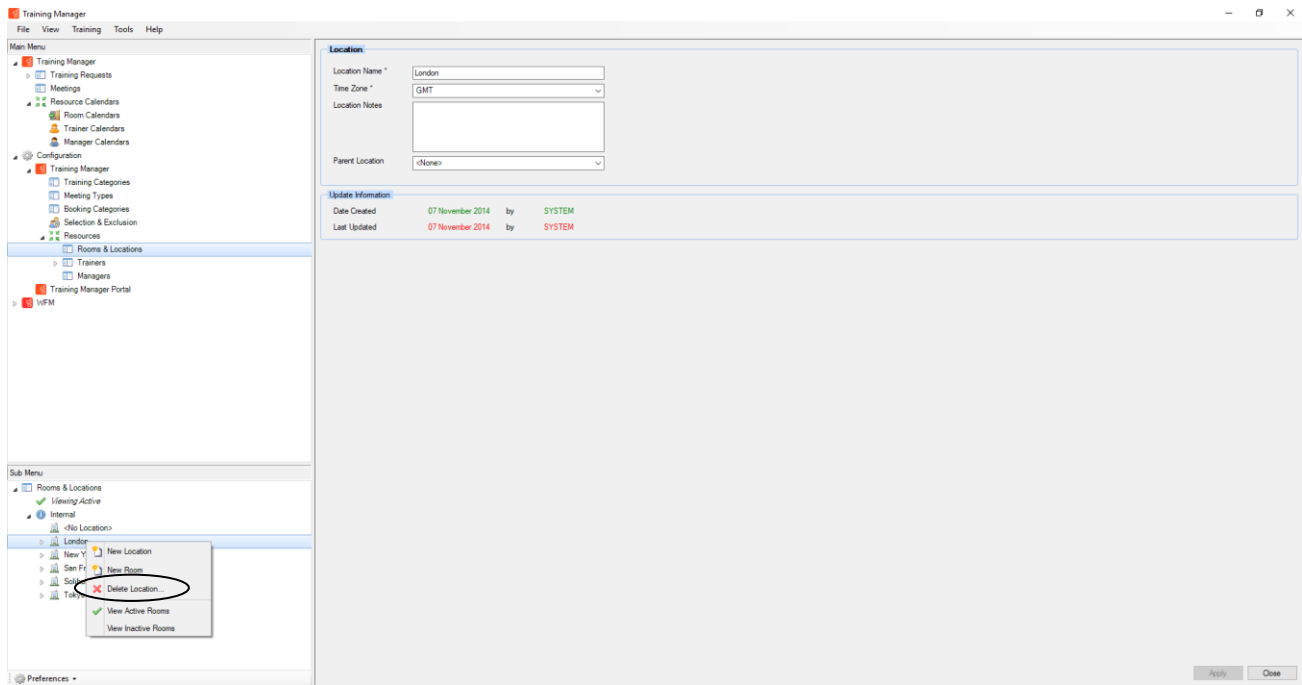 Training Manager
File View Training Tools Help
Main Menu
Training Manager
Training Requests
Meetings
Resource Calendars
Room Calendars
Trainer Calendars
Manager Calendars
Configuration
Training Manager
Training Categories
Meeting Types
Booking Categories
Selection & Exclusion
Resources
Rooms & Locations
Trainers
Managers
Training Manager Portal
WFM
Sub Menu
Rooms & Locations
Viewing Active
Internal
<No Location>
London
New Y
San Fr
Solih
Tokyo
New Location
New Room
Delete Location...
View Active Rooms
View Inactive Rooms
Preferences
Location
Location Name * London
Time Zone * GMT
Location Notes
Parent Location <None>
Update Information
Date Created 07 November 2014 by SYSTEM
Last Updated 07 November 2014 by SYSTEM
Apply Close